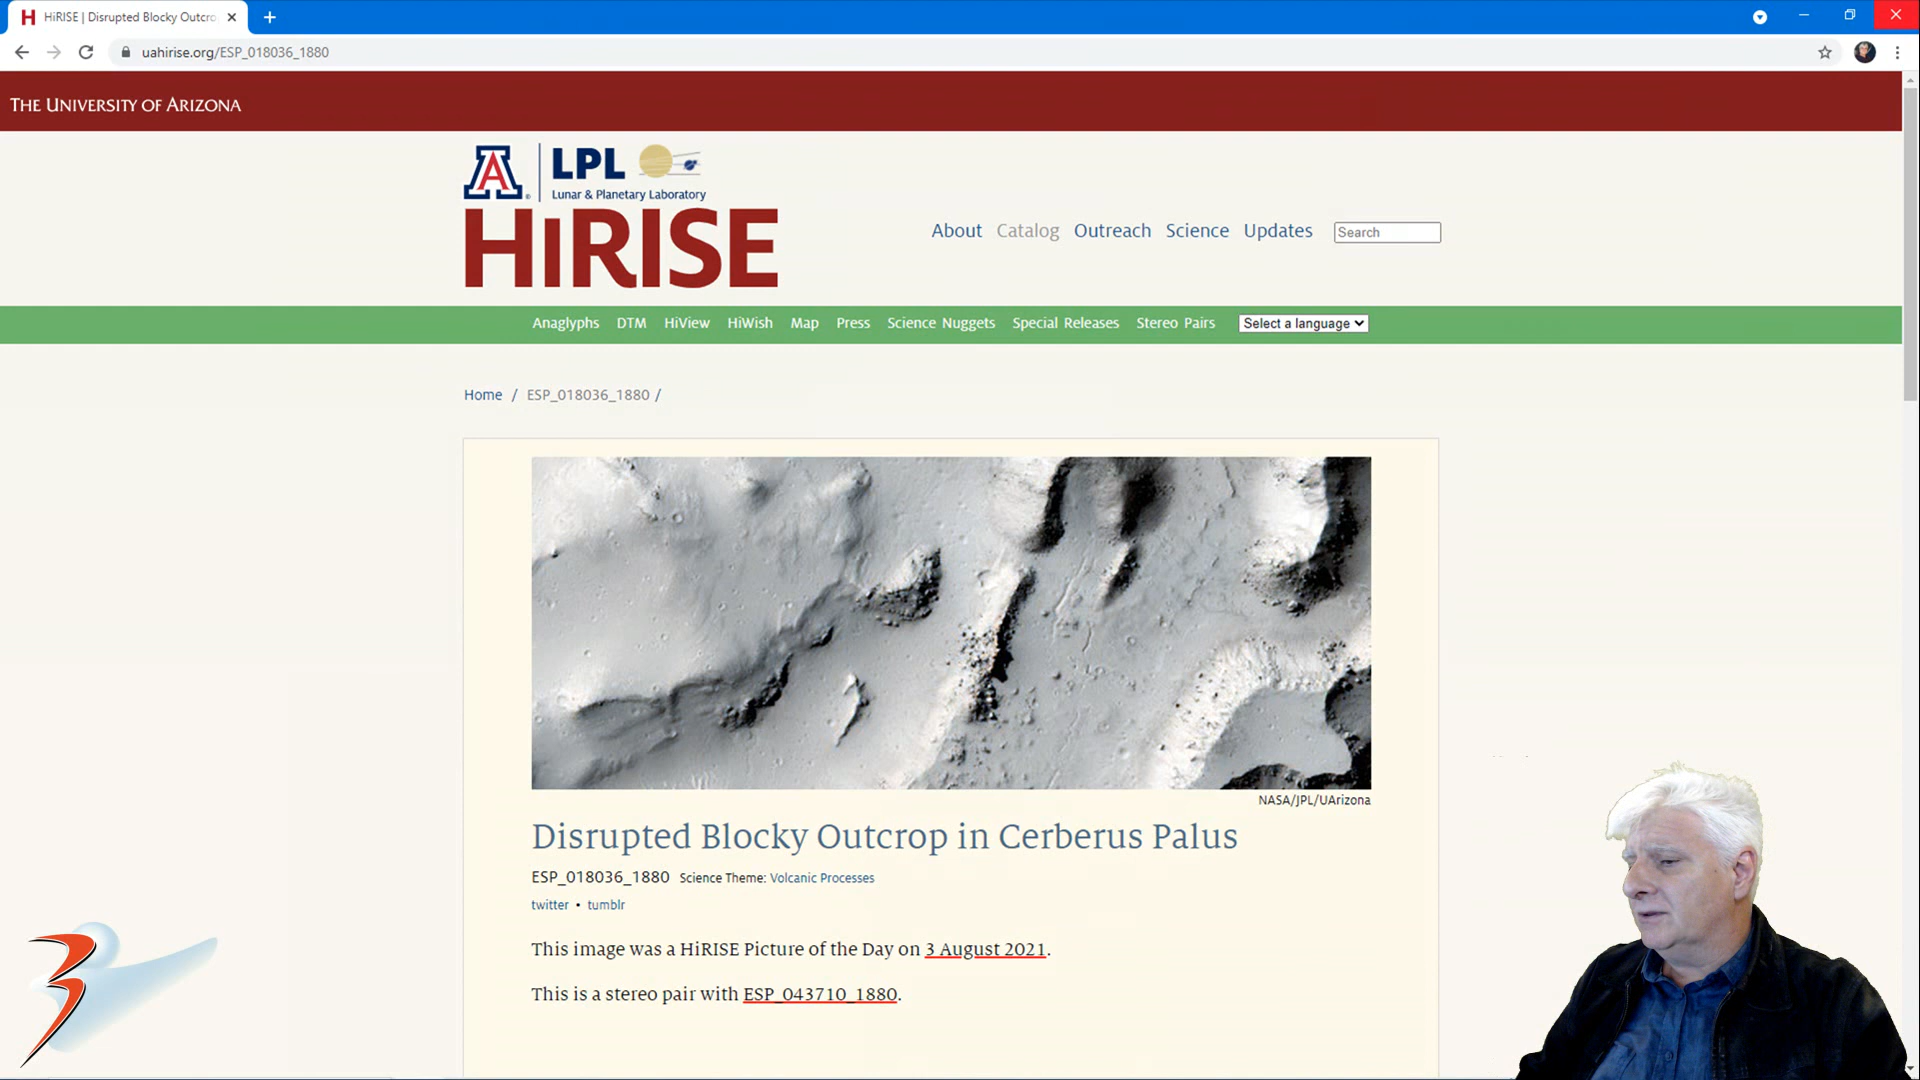 HiRISE | Disrupted Blocky Outcro
uahirise.org/ESP_018036_1880
THE UNIVERSITY OF ARIZONA
A
LPL
Lunar & Planetary Laboratory
HiRISE
About Catalog Outreach Science Updates Search
Anaglyphs DTM HiView HiWish Map Press Science Nuggets Special Releases Stereo Pairs Select a language
Home / ESP_018036_1880 /
NASA/JPL/UArizona
Disrupted Blocky Outcrop in Cerberus Palus
ESP_018036_1880 Science Theme: Volcanic Processes
twitter • tumblr
This image was a HiRISE Picture of the Day on 3 August 2021.
This is a stereo pair with ESP_043710_1880.